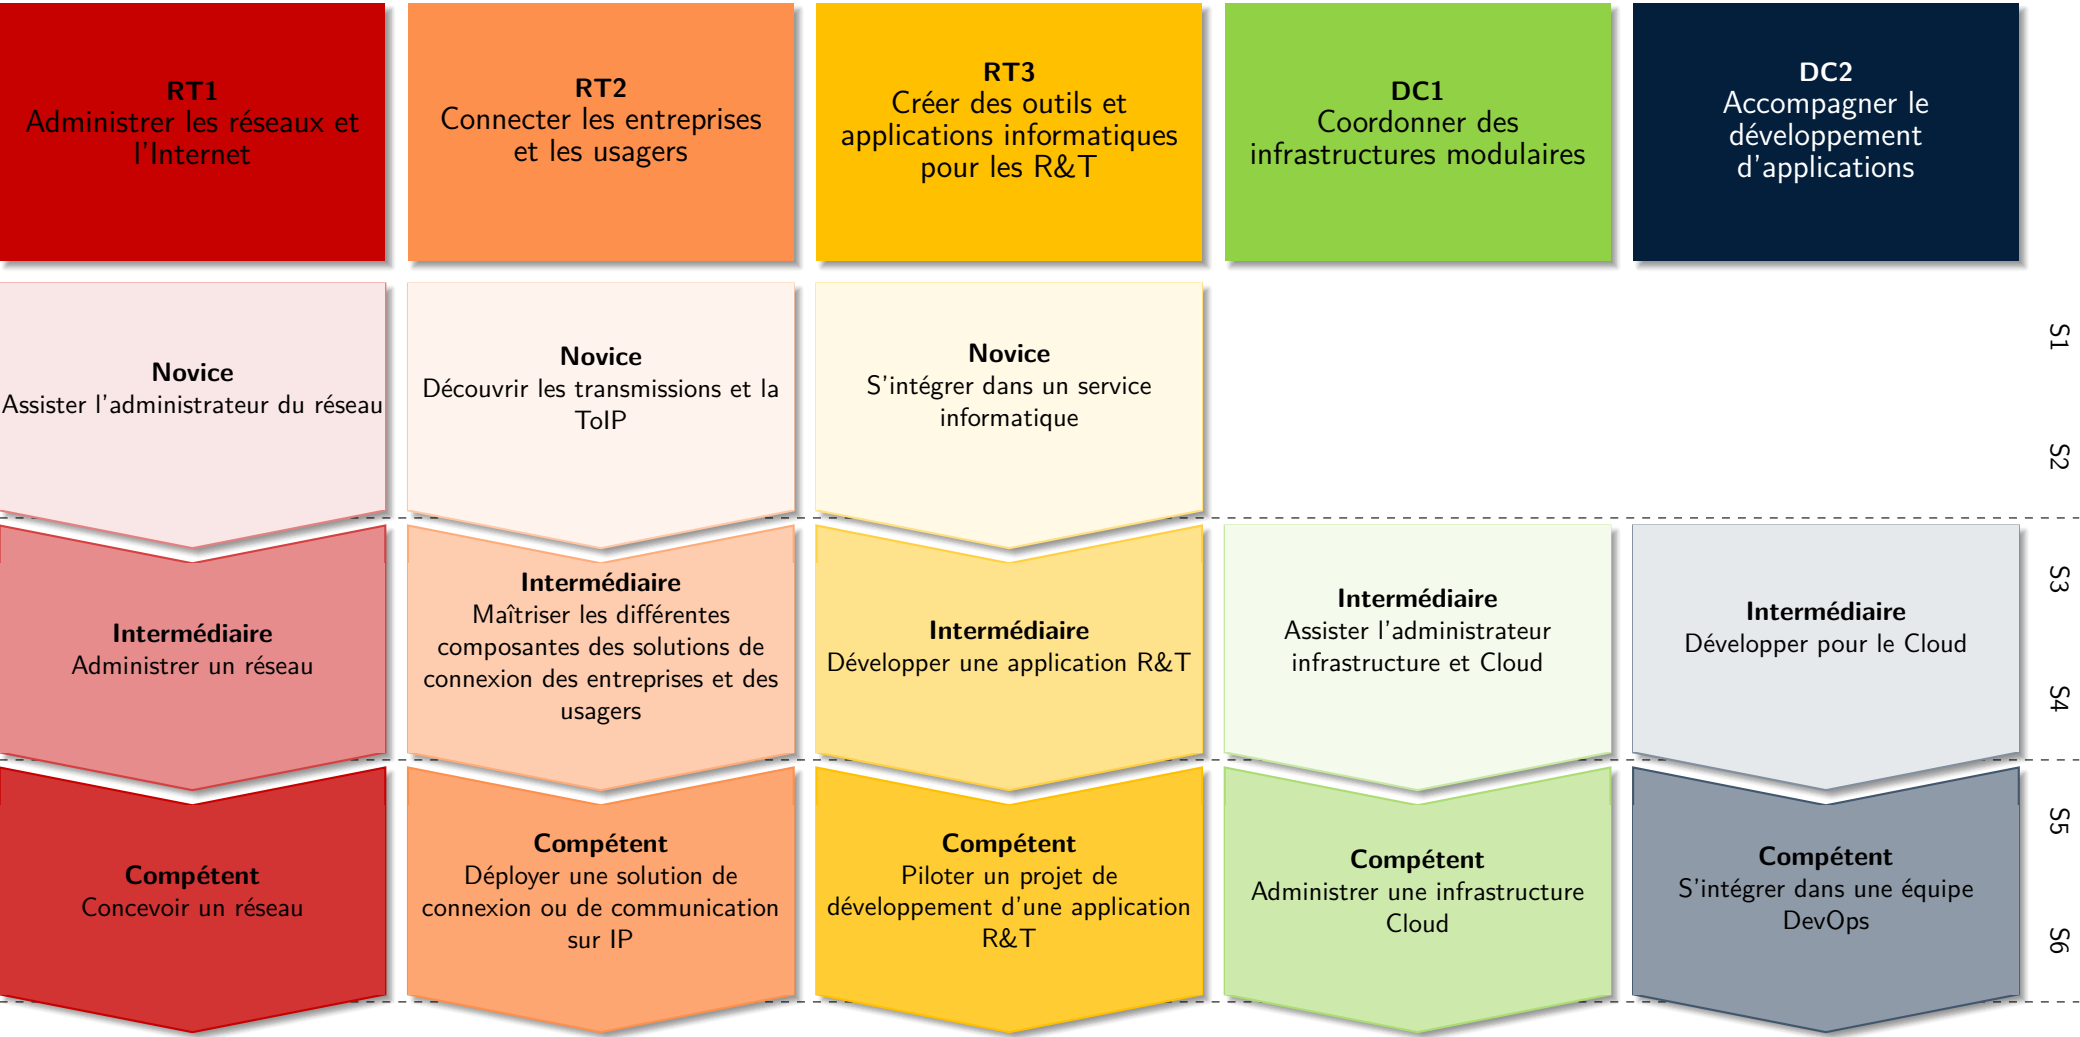 RT1
Administrer les réseaux et
l'Internet
RT2
Connecter les entreprises
et les usagers
RT3
Créer des outils et
applications informatiques
pour les R&T
DC1
Coordonner des
infrastructures modulaires
DC2
Accompagner le
développement
d'applications
Novice
Assister l'administrateur du réseau
Novice
Découvrir les transmissions et la
ToIP
Novice
S'intégrer dans un service
informatique
S1
S2
Intermédiaire
Administrer un réseau
Intermédiaire
Maîtriser les différentes
composantes des solutions de
connexion des entreprises et des
usagers
Intermédiaire
Développer une application R&T
Intermédiaire
Assister l'administrateur
infrastructure et Cloud
Intermédiaire
Développer pour le Cloud
S3
S4
Compétent
Concevoir un réseau
Compétent
Déployer une solution de
connexion ou de communication
sur IP
Compétent
Piloter un projet de
développement d'une application
R&T
Compétent
Administrer une infrastructure
Cloud
Compétent
S'intégrer dans une équipe
DevOps
S5
S6